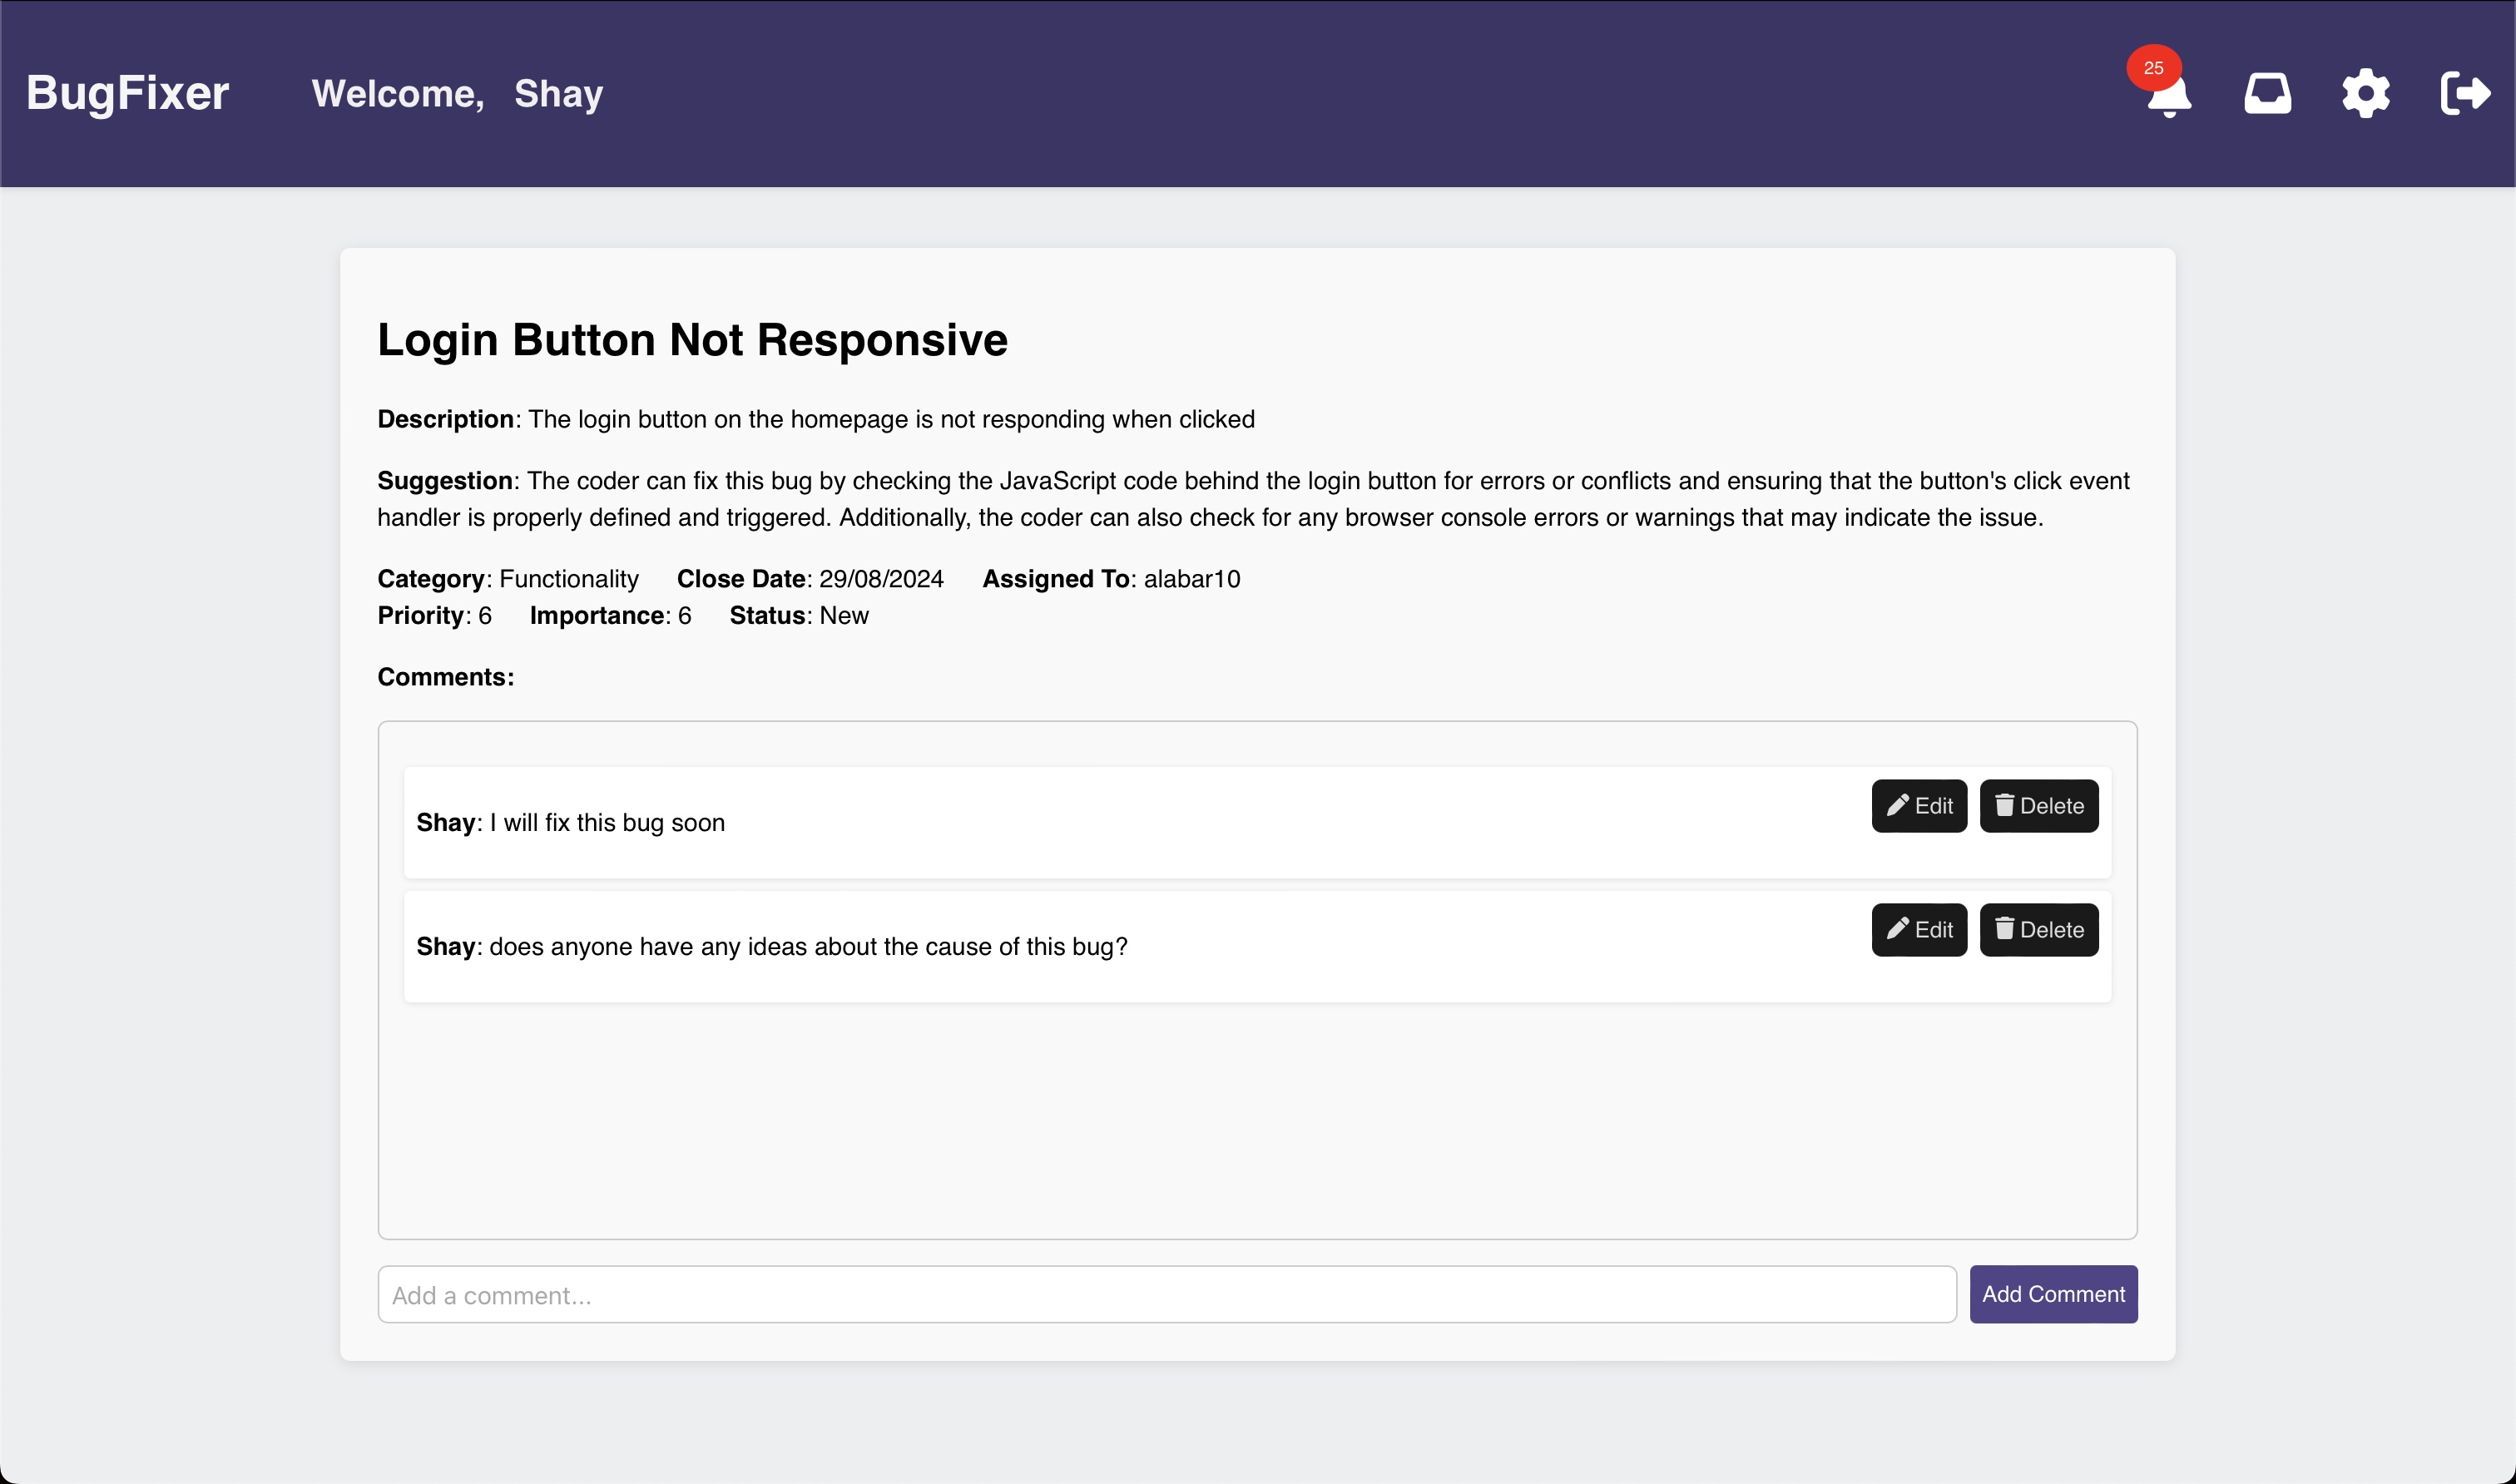 BugFixer Welcome, Shay 25
Login Button Not Responsive
Description: The login button on the homepage is not responding when clicked
Suggestion: The coder can fix this bug by checking the JavaScript code behind the login button for errors or conflicts and ensuring that the button's click event
handler is properly defined and triggered. Additionally, the coder can also check for any browser console errors or warnings that may indicate the issue.
Category: Functionality Close Date: 29/08/2024 Assigned To: alabar10
Priority: 6 Importance: 6 Status: New
Comments:
Shay: I will fix this bug soon Edit Delete
Shay: does anyone have any ideas about the cause of this bug? Edit Delete
Add a comment... Add Comment